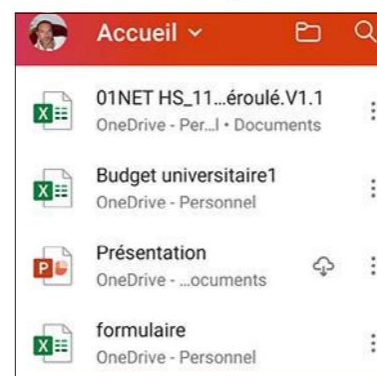 Accueil
01NET HS_11...éroulé.V1.1
OneDrive - Per...l • Documents
Budget universitaire1
OneDrive - Personnel
Présentation
OneDrive - ...ocuments
formulaire
OneDrive - Personnel